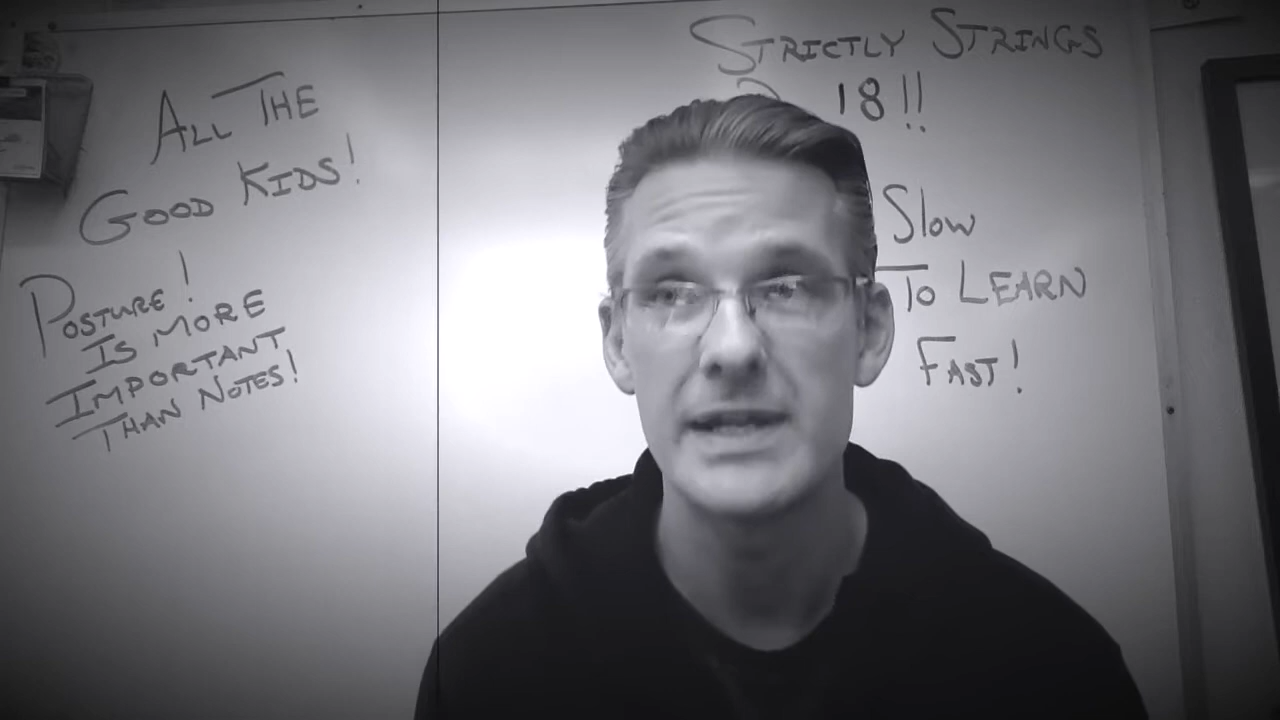 ALL THE
GOOD KIDS!
POSTURE!
IS MORE
IMPORTANT
THAN NOTES!
STRICTLY STRINGS
18!!
Slow
To LEARN
FAST!